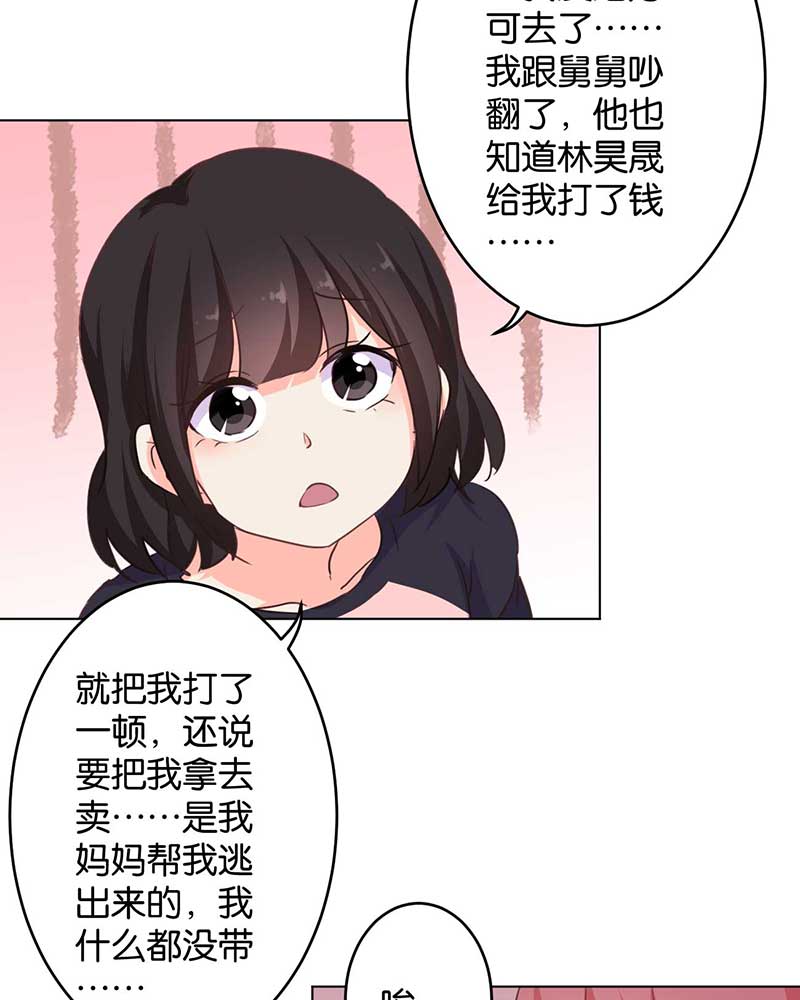 可去了……
我跟舅舅吵
翻了，他也
知道林昊晟
给我打了钱
……
就把我打了
一顿，还说
要把我拿去
卖……是我
妈妈帮我逃
出来的，我
什么都没带
……